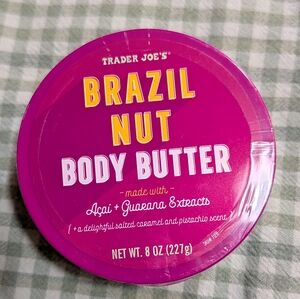 TRADER JOE'S
BRAZIL
NUT
BODY BUTTER
- made with -
Açaí + Guarana Extracts
(+ a delightful salted caramel and pistachio scent)
NET WT. 8 OZ (227g)